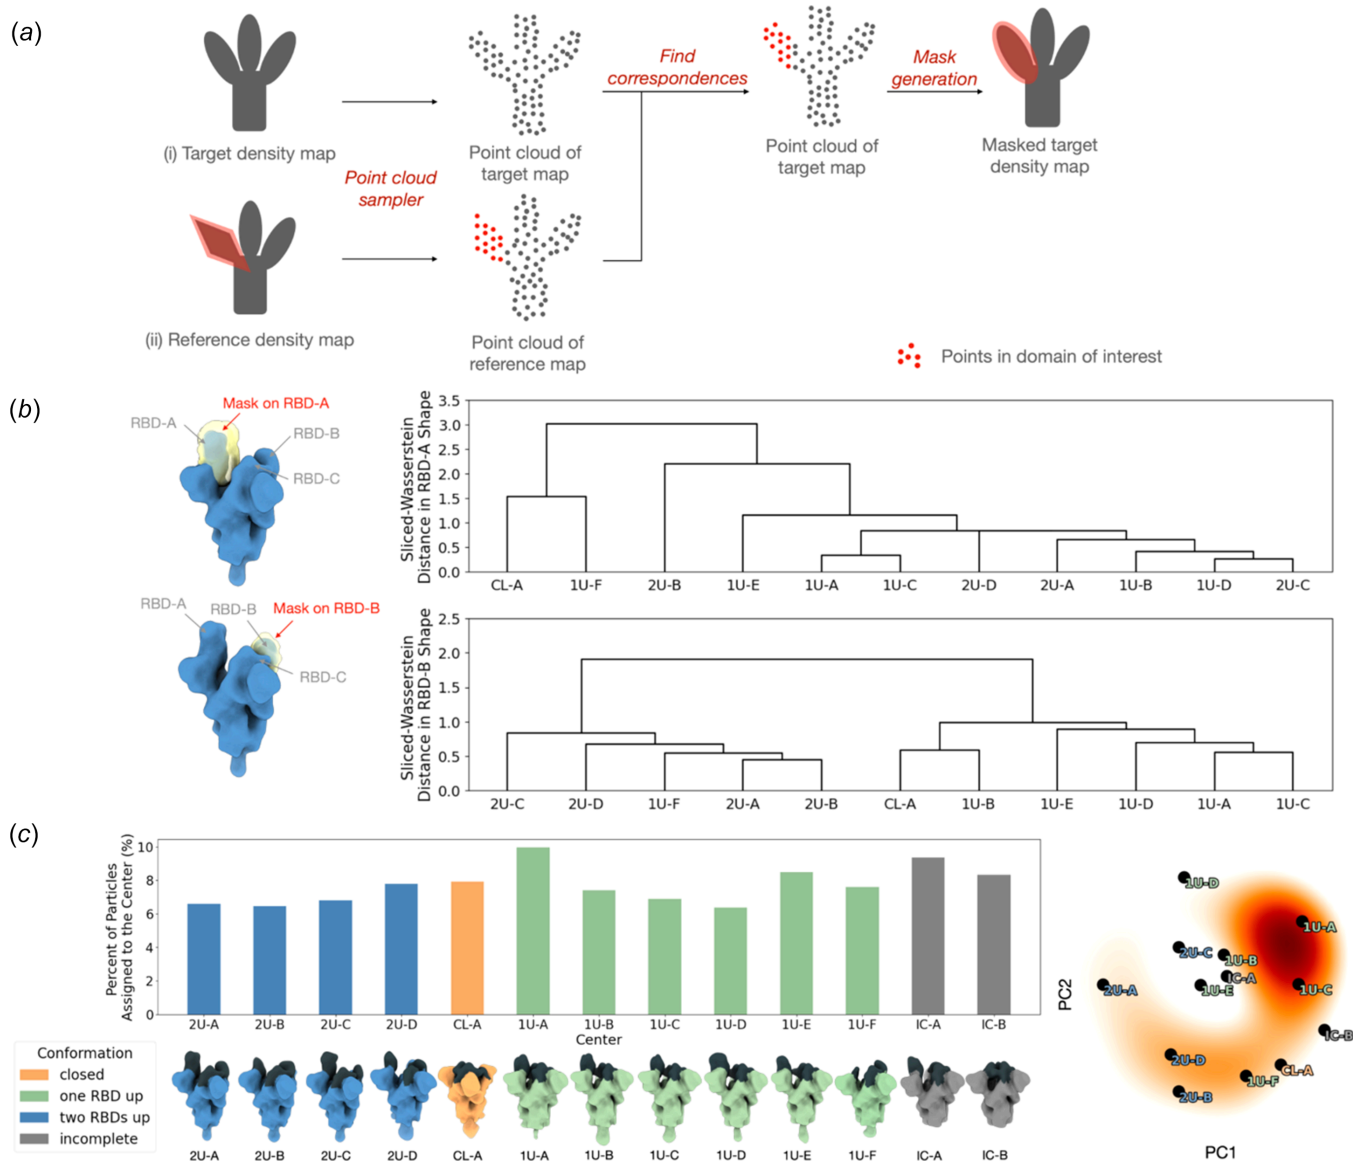 (a)
Find
correspondences
Mask
generation
(i) Target density map
Point cloud of
target map
Point cloud of
target map
Masked target
density map
Point cloud
sampler
(ii) Reference density map
Point cloud of
reference map
Points in domain of interest
(b)
Mask on RBD-A
RBD-A
RBD-B
RBD-C
Sliced-Wasserstein
Distance in RBD-A Shape
3.5
3.0
2.5
2.0
1.5
1.0
0.5
0.0
CL-A 1U-F 2U-B 1U-E 1U-A 1U-C 2U-D 2U-A 1U-B 1U-D 2U-C
RBD-A
RBD-B
Mask on RBD-B
RBD-C
Sliced-Wasserstein
Distance in RBD-B Shape
2.5
2.0
1.5
1.0
0.5
0.0
2U-C 2U-D 1U-F 2U-A 2U-B CL-A 1U-B 1U-E 1U-D 1U-A 1U-C
(c)
Percent of Particles
Assigned to the Center (%)
10
8
6
4
2
0
2U-A 2U-B 2U-C 2U-D CL-A 1U-A 1U-B 1U-C 1U-D 1U-E 1U-F IC-A IC-B
Center
Conformation
closed
one RBD up
two RBDs up
incomplete
2U-A 2U-B 2U-C 2U-D CL-A 1U-A 1U-B 1U-C 1U-D 1U-E 1U-F IC-A IC-B
PC2
1U-D
1U-A
2U-C
1U-B
IC-A
2U-A
1U-E
1U-C
IC-B
2U-D
CL-A
1U-F
2U-B
PC1